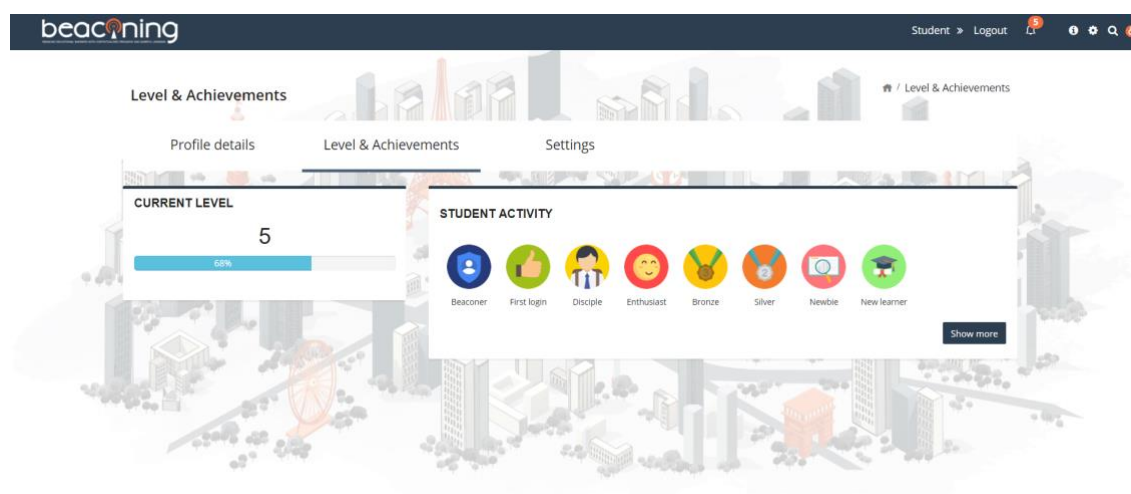 beaconing
Student » Logout
5
Level & Achievements
/ Level & Achievements
Profile details
Level & Achievements
Settings
CURRENT LEVEL
5
68%
STUDENT ACTIVITY
Beaconer
First login
Disciple
Enthusiast
Bronze
Silver
Newbie
New learner
Show more